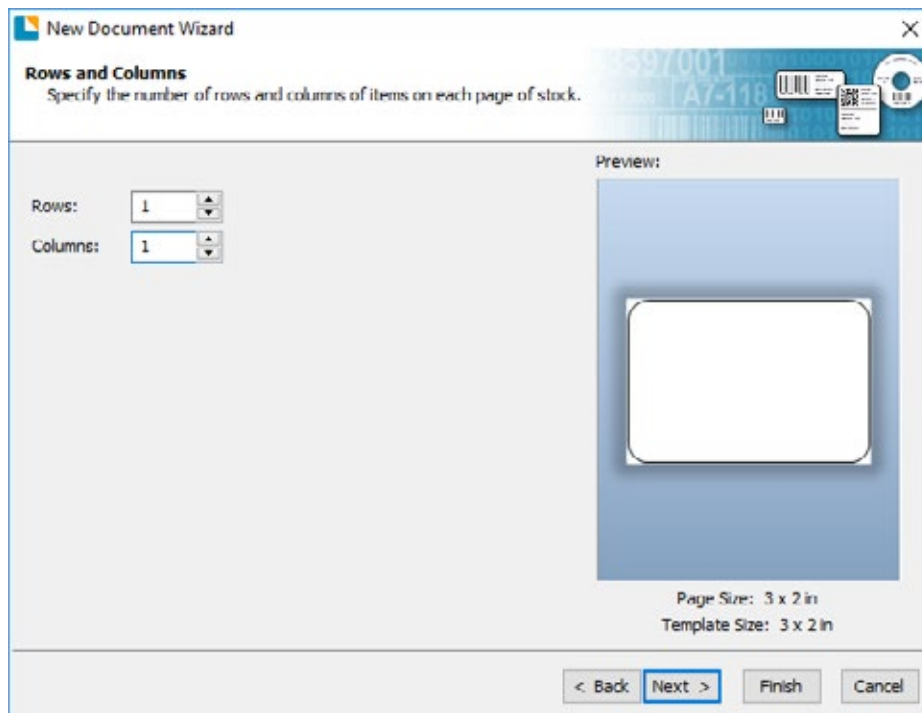 New Document Wizard
Rows and Columns
Specify the number of rows and columns of items on each page of stock.
A7-118
Preview:
Rows: 1
Columns: 1
Page Size: 3 x 2 in
Template Size: 3 x 2 in
< Back Next > Finish Cancel